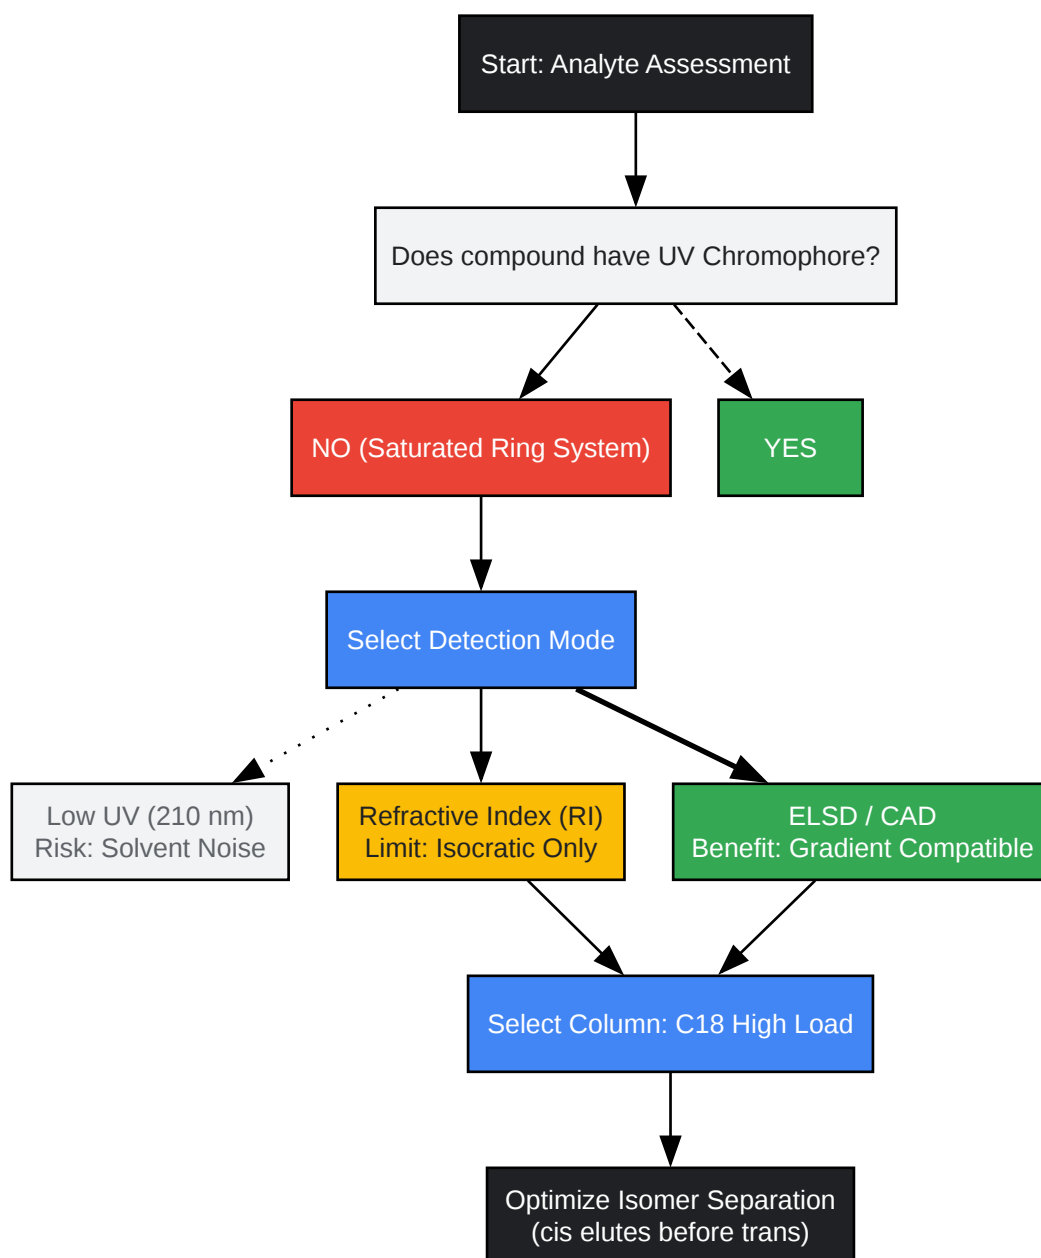 Start: Analyte Assessment
Does compound have UV Chromophore?
NO (Saturated Ring System)
YES
Select Detection Mode
Low UV (210 nm)
Risk: Solvent Noise
Refractive Index (RI)
Limit: Isocratic Only
ELSD / CAD
Benefit: Gradient Compatible
Select Column: C18 High Load
Optimize Isomer Separation
(cis elutes before trans)